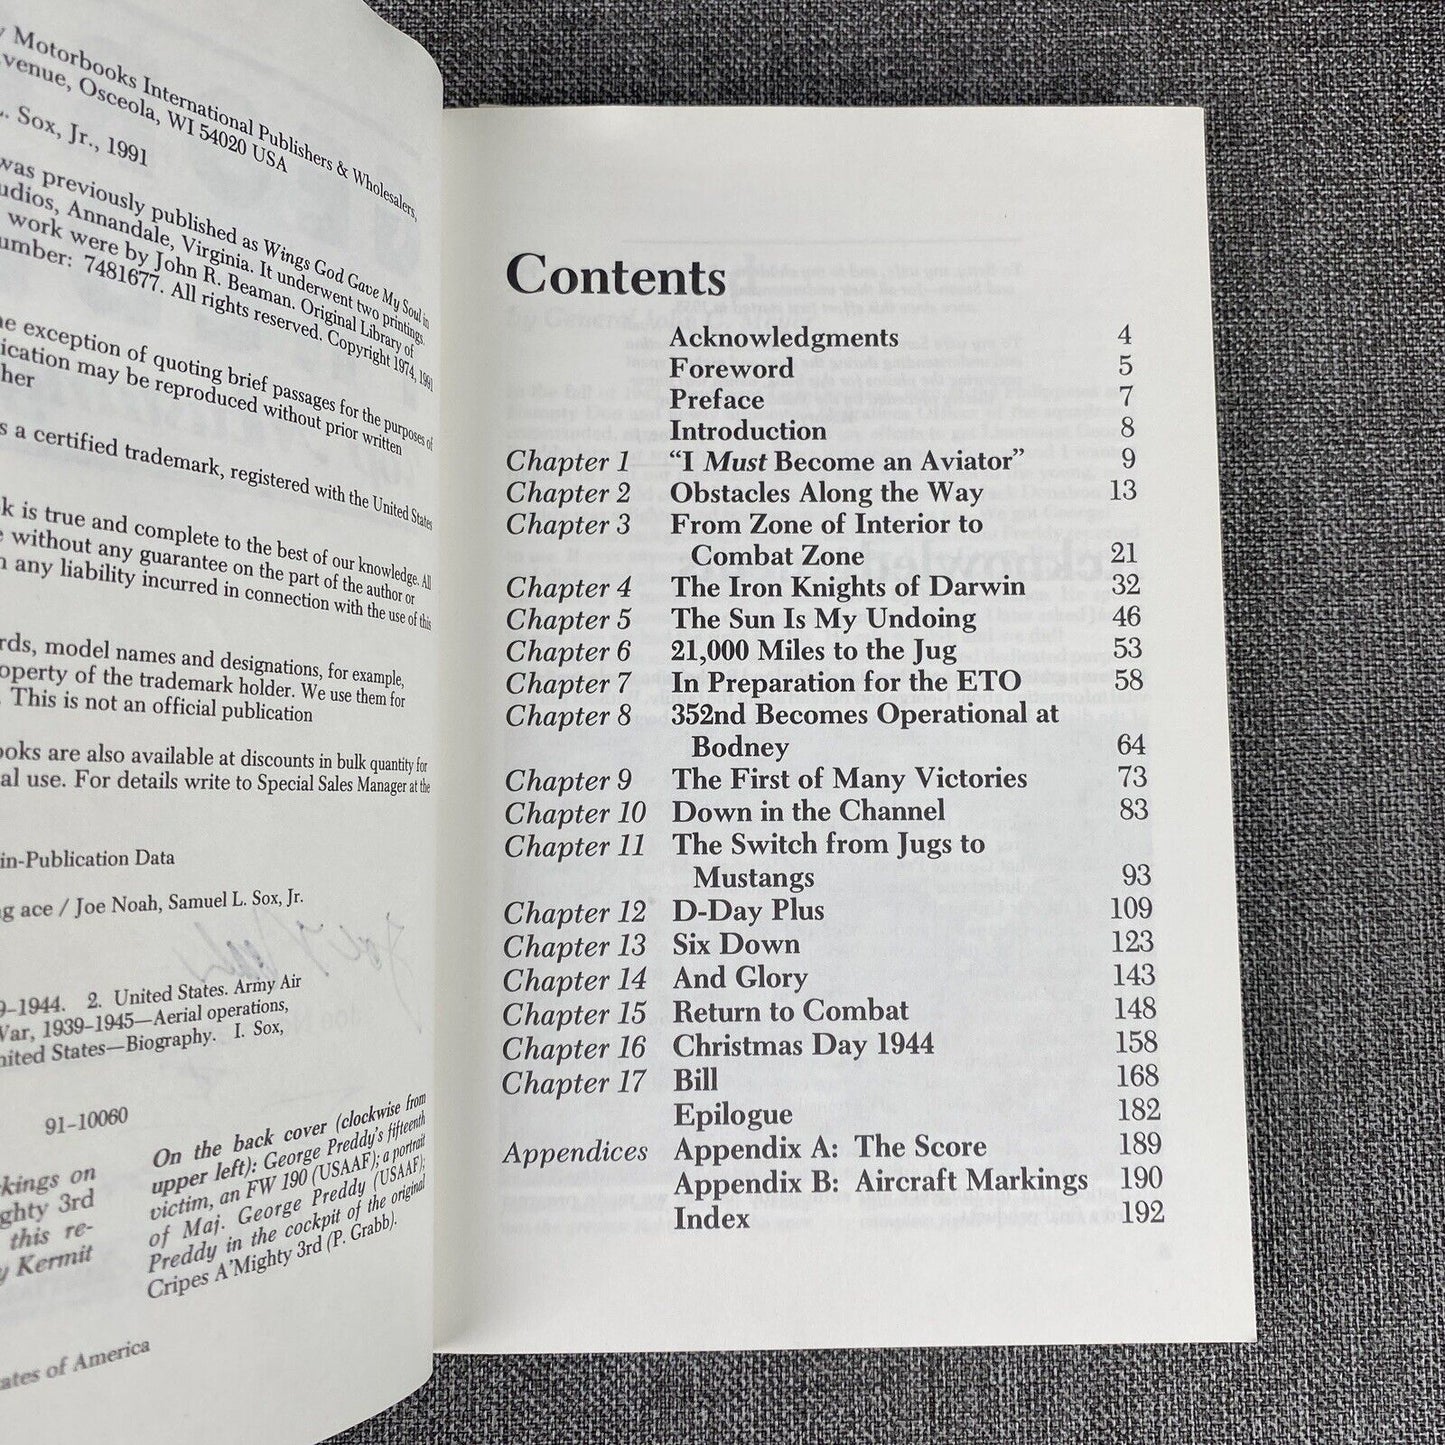 y Motorbooks International Publishers & Wholesalers,
venue, Osceola, WI 54020 USA
L. Sox, Jr., 1991
was previously published as Wings God Gave My Soul in
udios, Annandale, Virginia. It underwent two printings.
work were by John R. Beaman. Original Library of
umber: 7481677. All rights reserved. Copyright 1974, 1991
he exception of quoting brief passages for the purposes of
ication may be reproduced without prior written
her
s a certified trademark, registered with the United States
k is true and complete to the best of our knowledge. All
e without any guarantee on the part of the author or
n any liability incurred in connection with the use of this
rds, model names and designations, for example,
operty of the trademark holder. We use them for
. This is not an official publication
ooks are also available at discounts in bulk quantity for
al use. For details write to Special Sales Manager at the
in-Publication Data
ng ace / Joe Noah, Samuel L. Sox, Jr.
9–1944. 2. United States. Army Air
War, 1939–1945—Aerial operations,
nited States—Biography. I. Sox,
91–10060
kings on
ghty 3rd
this re-
y Kermit
On the back cover (clockwise from
upper left): George Preddy's fifteenth
victim, an FW 190 (USAAF); a portrait
of Maj. George Preddy (USAAF);
Preddy in the cockpit of the original
Cripes A'Mighty 3rd (P. Grabb).
ates of America
Contents
Acknowledgments 4
Foreword 5
Preface 7
Introduction 8
Chapter 1 "I Must Become an Aviator" 9
Chapter 2 Obstacles Along the Way 13
Chapter 3 From Zone of Interior to
Combat Zone 21
Chapter 4 The Iron Knights of Darwin 32
Chapter 5 The Sun Is My Undoing 46
Chapter 6 21,000 Miles to the Jug 53
Chapter 7 In Preparation for the ETO 58
Chapter 8 352nd Becomes Operational at
Bodney 64
Chapter 9 The First of Many Victories 73
Chapter 10 Down in the Channel 83
Chapter 11 The Switch from Jugs to
Mustangs 93
Chapter 12 D-Day Plus 109
Chapter 13 Six Down 123
Chapter 14 And Glory 143
Chapter 15 Return to Combat 148
Chapter 16 Christmas Day 1944 158
Chapter 17 Bill 168
Epilogue 182
Appendices Appendix A: The Score 189
Appendix B: Aircraft Markings 190
Index 192